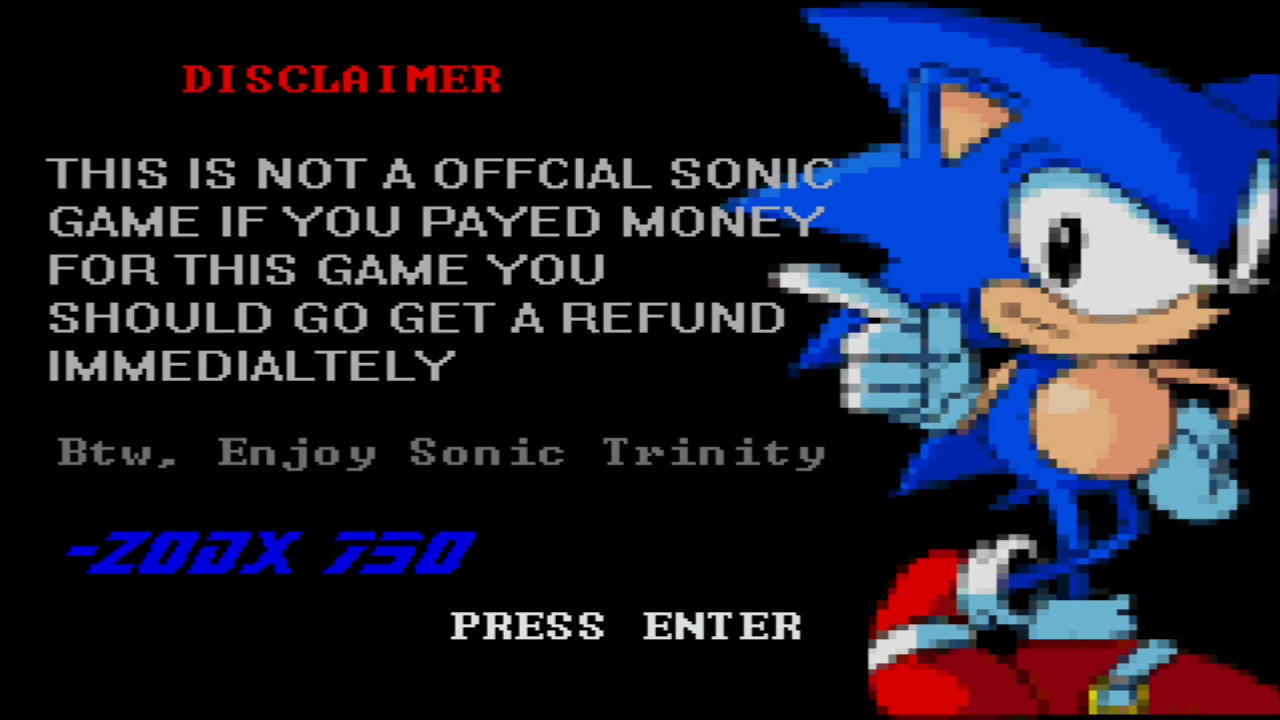 DISCLAIMER
THIS IS NOT A OFFCIAL SONIC
GAME IF YOU PAYED MONEY
FOR THIS GAME YOU
SHOULD GO GET A REFUND
IMMEDIALTELY
Btw, Enjoy Sonic Trinity
-ZODX 750
PRESS ENTER